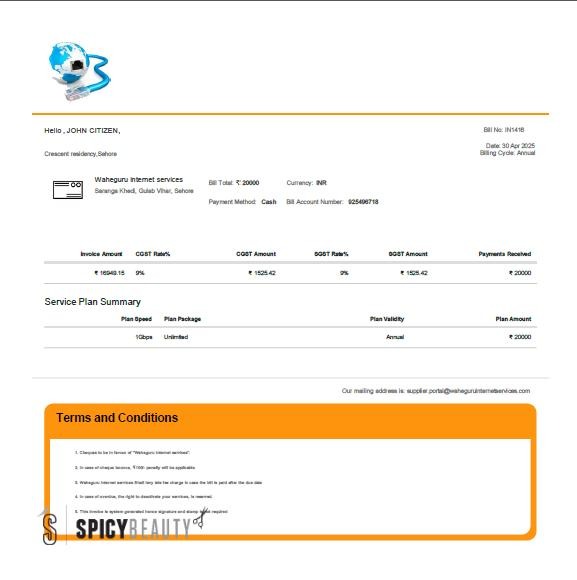 Hello , JOHN CITIZEN,
Bill No: IN1416
Crescent residency,Sehore
Date: 30 Apr 2025
Billing Cycle: Annual
Waheguru internet services
Saranga Khedi, Gulab Vihar, Sehore
Bill Total: ₹ 20000 Currency: INR
Payment Method: Cash Bill Account Number: 925496718
Invoice Amount CGST Rate% CGST Amount SGST Rate% SGST Amount Payments Received
₹ 16949.15 9% ₹ 1525.42 9% ₹ 1525.42 ₹ 20000
Service Plan Summary
Plan Speed Plan Package Plan Validity Plan Amount
1Gbps Unlimited Annual ₹ 20000
Our mailing address is: supplier.portal@waheguruinternetservices.com
Terms and Conditions
1. Cheques to be in favour of "Waheguru internet services".
2. In case of cheque bounce, penalty will be applicable.
3. Waheguru internet services levy late fee charge in case the bill is paid after the due date
4. In case of overdue, the right to deactivate your services, is reserved.
5. This invoice is system generated hence signature and stamp required
SPICYBEAUTY